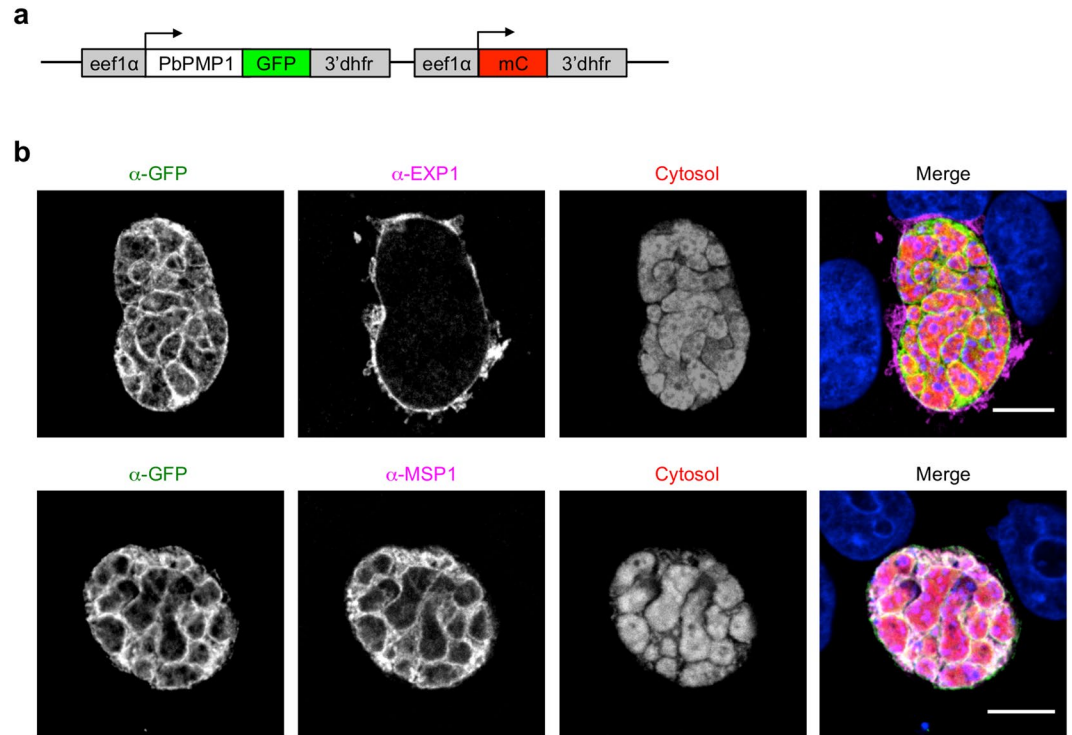 a
eef1α PbPMP1 GFP 3'dhfr eef1α mC 3'dhfr
b
α-GFP α-EXP1 Cytosol Merge
α-GFP α-MSP1 Cytosol Merge